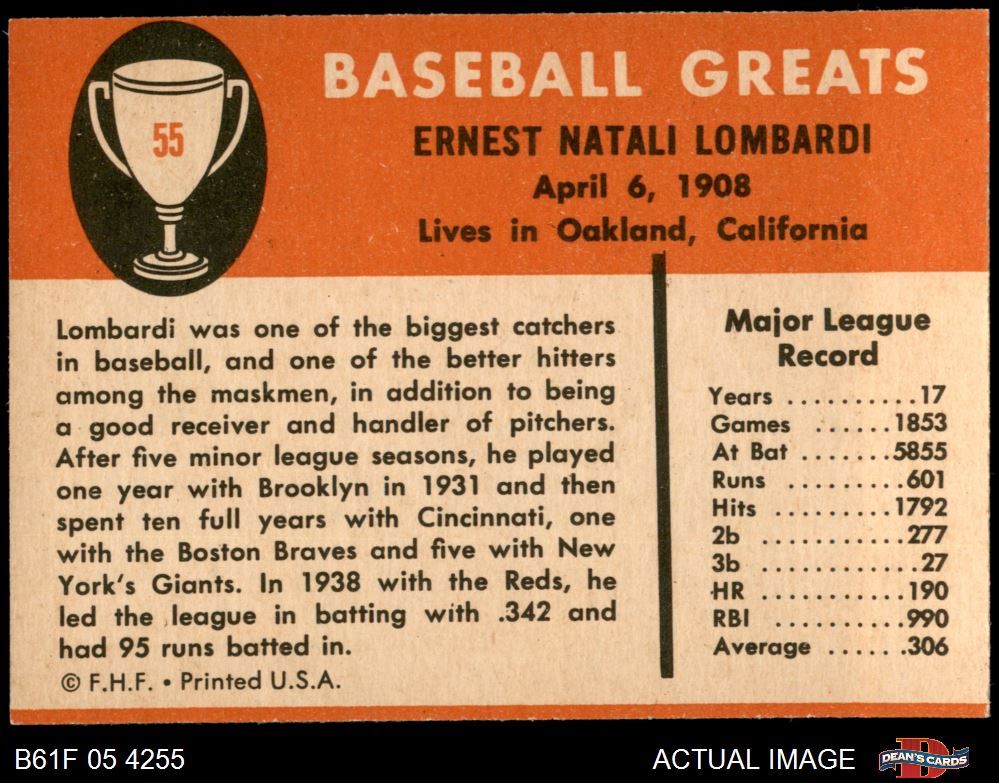 55
BASEBALL GREATS
ERNEST NATALI LOMBARDI
April 6, 1908
Lives in Oakland, California
Lombardi was one of the biggest catchers
in baseball, and one of the better hitters
among the maskmen, in addition to being
a good receiver and handler of pitchers.
After five minor league seasons, he played
one year with Brooklyn in 1931 and then
spent ten full years with Cincinnati, one
with the Boston Braves and five with New
York's Giants. In 1938 with the Reds, he
led the league in batting with .342 and
had 95 runs batted in.
© F.H.F. • Printed U.S.A.
Major League
Record
Years ..........17
Games ......1853
At Bat .......5855
Runs .........601
Hits ..........1792
2b ...........277
3b ............27
HR ...........190
RBI ..........990
Average ......306
B61F 05 4255
ACTUAL IMAGE
D
DEAN'S CARDS